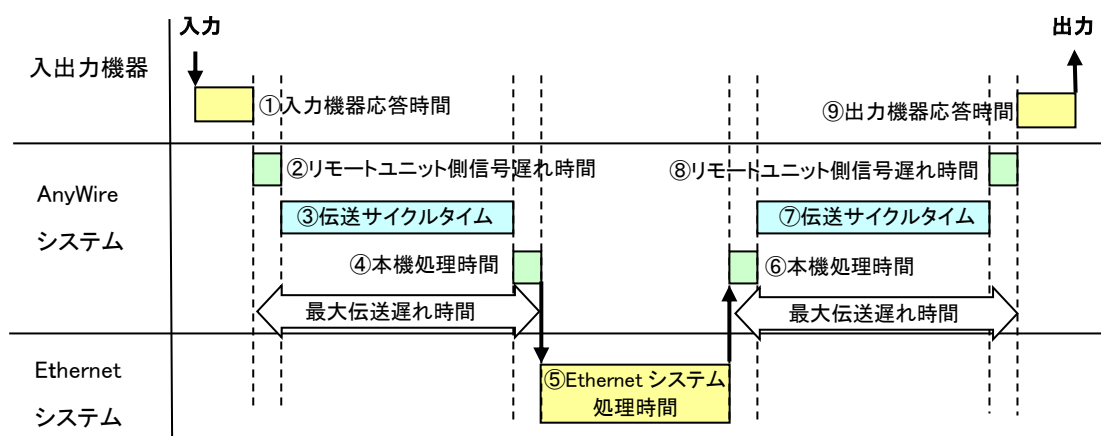 入力
出力
入出力機器
①入力機器応答時間
⑨出力機器応答時間
AnyWire
システム
②リモートユニット側信号遅れ時間
⑧リモートユニット側信号遅れ時間
③伝送サイクルタイム
⑦伝送サイクルタイム
④本機処理時間
⑥本機処理時間
最大伝送遅れ時間
最大伝送遅れ時間
Ethernet
システム
⑤Ethernet システム
処理時間